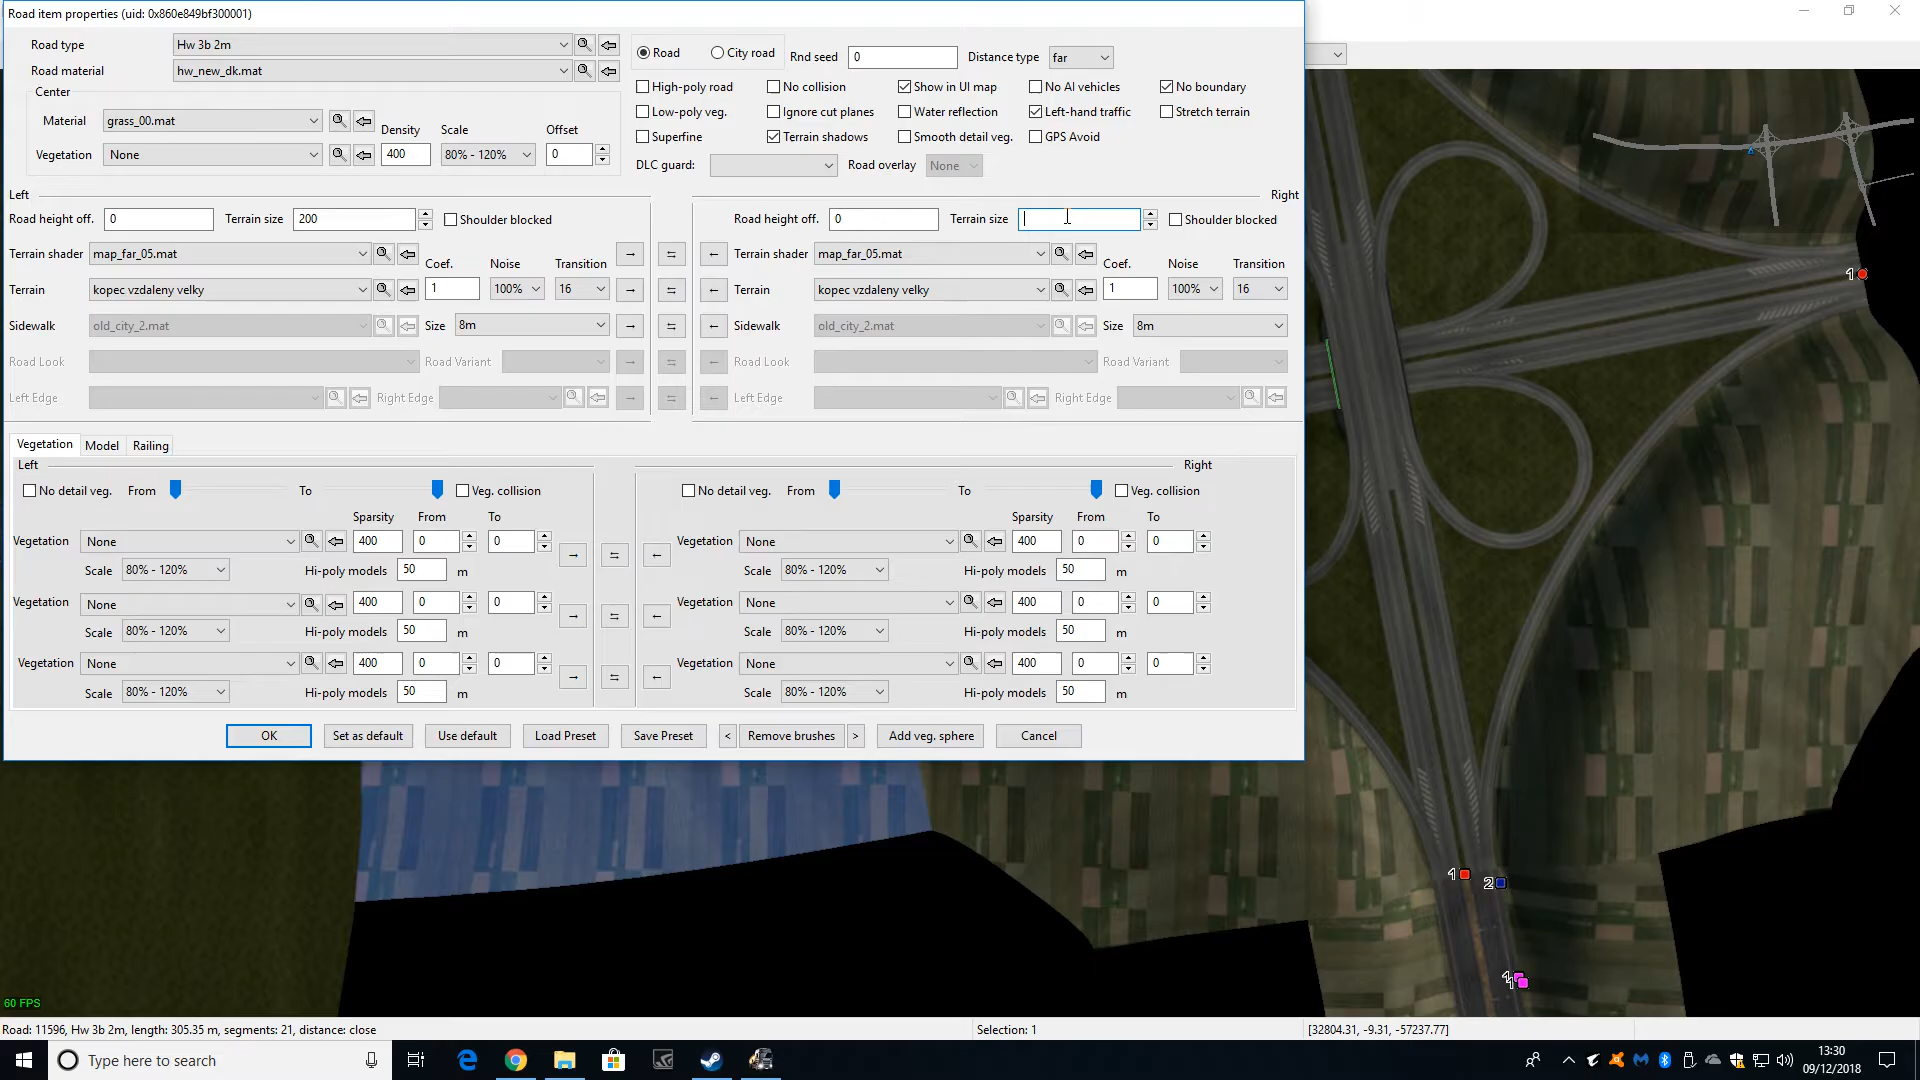 Road item properties (uid: 0x860e849bf300001)
Road type Hw 3b 2m
Road material hw_new_dk.mat
Road City road Rnd seed 0 Distance type far
High-poly road No collision Show in UI map No AI vehicles No boundary
Center
Material grass_00.mat Density Scale Offset
Low-poly veg. Ignore cut planes Water reflection Left-hand traffic Stretch terrain
Superfine Terrain shadows Smooth detail veg. GPS Avoid
Vegetation None 400 80% - 120% 0
DLC guard: Road overlay None
Left Right
Road height off. 0 Terrain size 200 Shoulder blocked Road height off. 0 Terrain size Shoulder blocked
Terrain shader map_far_05.mat Coef. Noise Transition → ⇆ ← Terrain shader map_far_05.mat Coef. Noise Transition
Terrain kopec vzdaleny velky 1 100% 16 → ⇆ ← Terrain kopec vzdaleny velky 1 100% 16
Sidewalk old_city_2.mat Size 8m → ⇆ ← Sidewalk old_city_2.mat Size 8m
Road Look Road Variant → ⇆ ← Road Look Road Variant
Left Edge Right Edge → ⇆ ← Left Edge Right Edge
Vegetation Model Railing
Left Right
No detail veg. From To Veg. collision No detail veg. From To Veg. collision
Sparsity From To Sparsity From To
Vegetation None 400 0 0 → ⇆ ← Vegetation None 400 0 0
Scale 80% - 120% Hi-poly models 50 m Scale 80% - 120% Hi-poly models 50 m
Vegetation None 400 0 0 → ⇆ ← Vegetation None 400 0 0
Scale 80% - 120% Hi-poly models 50 m Scale 80% - 120% Hi-poly models 50 m
Vegetation None 400 0 0 → ⇆ ← Vegetation None 400 0 0
Scale 80% - 120% Hi-poly models 50 m Scale 80% - 120% Hi-poly models 50 m
OK Set as default Use default Load Preset Save Preset < Remove brushes > Add veg. sphere Cancel
1
1 2
1
60 FPS
Road: 11596, Hw 3b 2m, length: 305.35 m, segments: 21, distance: close Selection: 1 [32804.31, -9.31, -57237.77]
Type here to search 13:30
09/12/2018